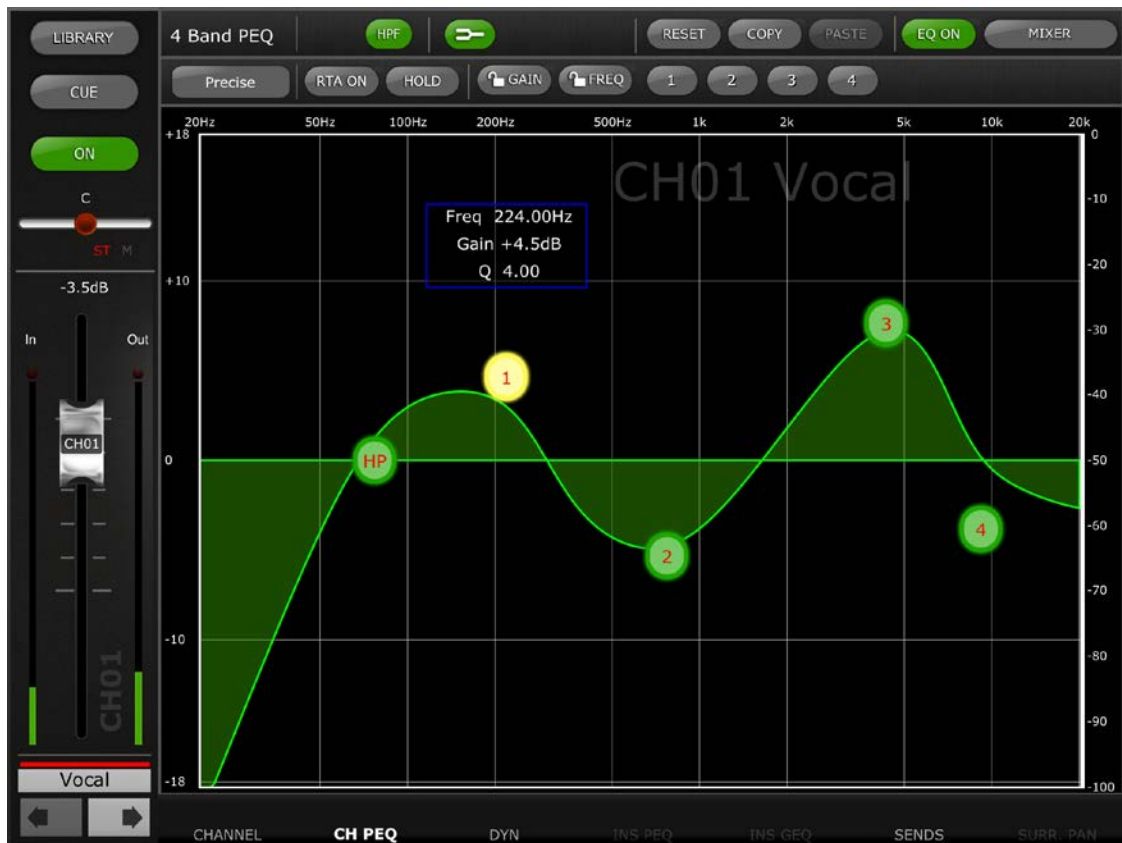 LIBRARY
4 Band PEQ
HPF
RESET
COPY
PASTE
EQ ON
MIXER
CUE
Precise
RTA ON
HOLD
GAIN
FREQ
1
2
3
4
ON
C
ST M
-3.5dB
In
Out
CH01
CH01
Vocal
20Hz 50Hz 100Hz 200Hz 500Hz 1k 2k 5k 10k 20k
+18
+10
0
-10
-18
CH01 Vocal
Freq 224.00Hz
Gain +4.5dB
Q 4.00
HP
1
2
3
4
0
-10
-20
-30
-40
-50
-60
-70
-80
-90
-100
CHANNEL
CH PEQ
DYN
INS PEQ
INS GEQ
SENDS
SURR. PAN